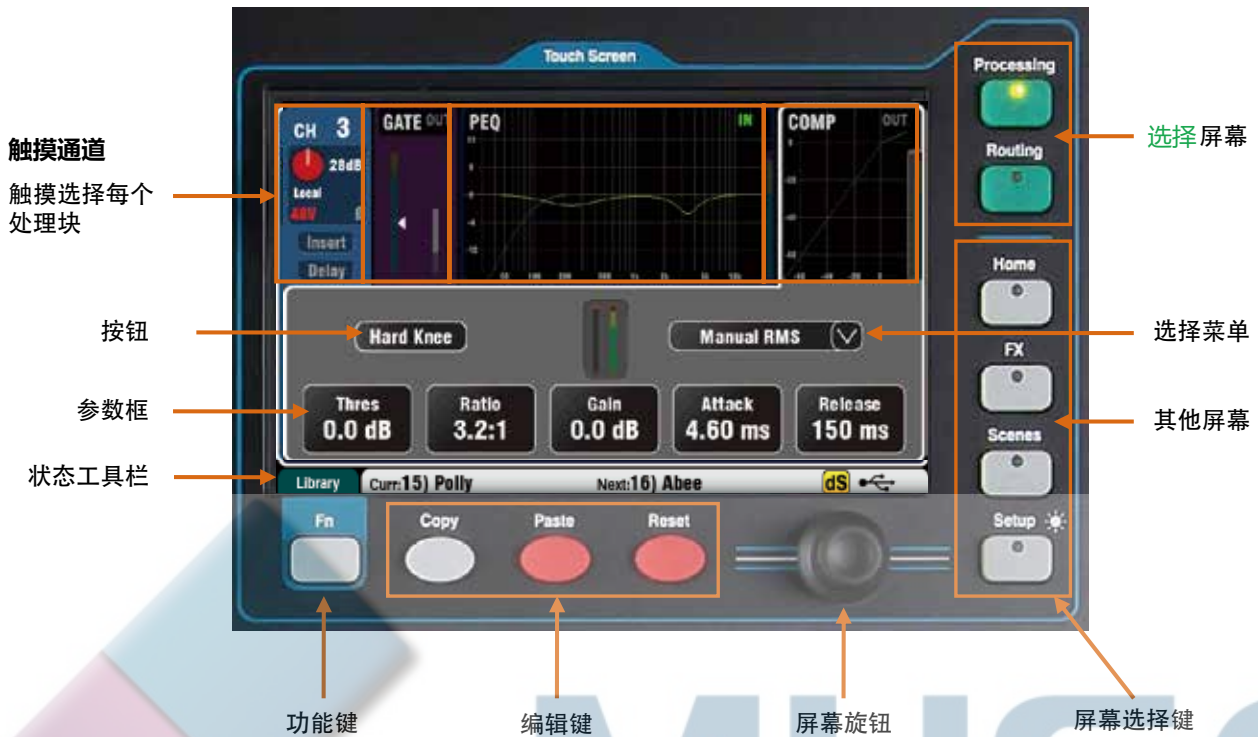 Touch Screen
Processing
Routing
选择屏幕
触摸通道
触摸选择每个
处理块
CH 3
28dB
Local
48V
Insert
Delay
GATE OUT
PEQ IN
COMP OUT
Home
FX
Scenes
Setup
按钮
Hard Knee
Manual RMS
选择菜单
参数框
Thres
0.0 dB
Ratio
3.2:1
Gain
0.0 dB
Attack
4.60 ms
Release
150 ms
其他屏幕
状态工具栏
Library
Curr:15) Polly
Next:16) Abee
dS
Fn
Copy
Paste
Reset
功能键
编辑键
屏幕旋钮
屏幕选择键